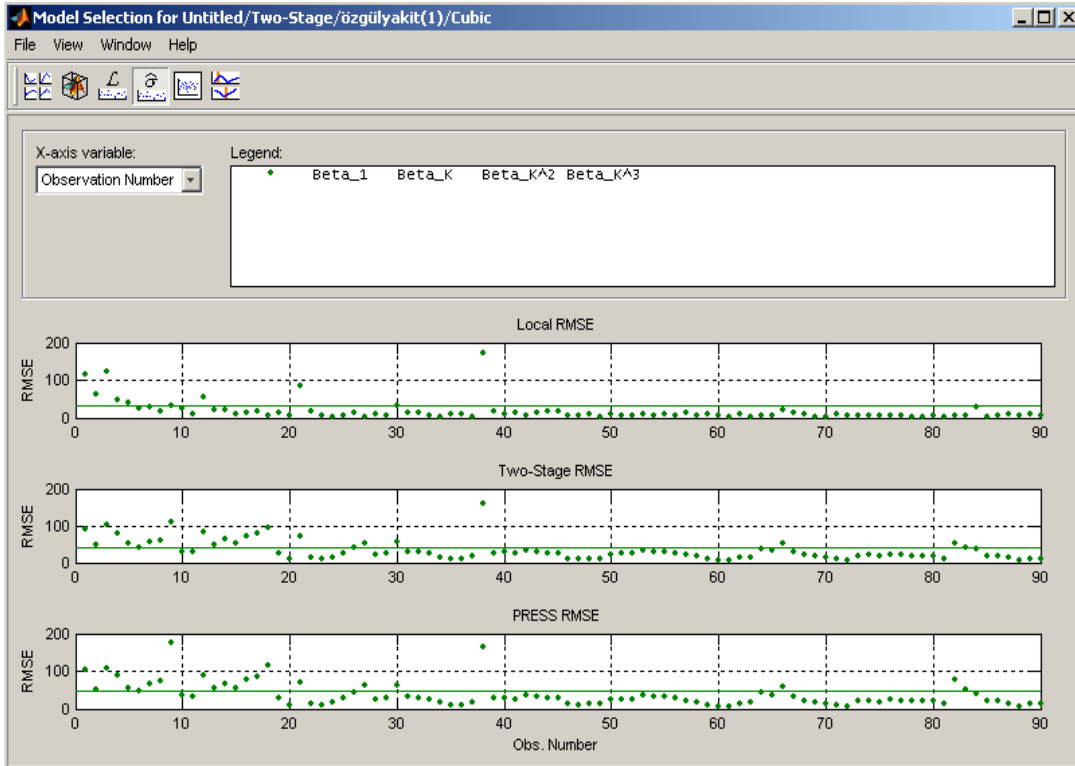 Model Selection for Untitled/Two-Stage/özgülyakit(1)/Cubic
File View Window Help
X-axis variable:
Observation Number
Legend:
Beta_1 Beta_K Beta_K^2 Beta_K^3
Local RMSE
RMSE
200
100
0
0 10 20 30 40 50 60 70 80 90
Two-Stage RMSE
RMSE
200
100
0
0 10 20 30 40 50 60 70 80 90
PRESS RMSE
RMSE
200
100
0
0 10 20 30 40 50 60 70 80 90
Obs. Number